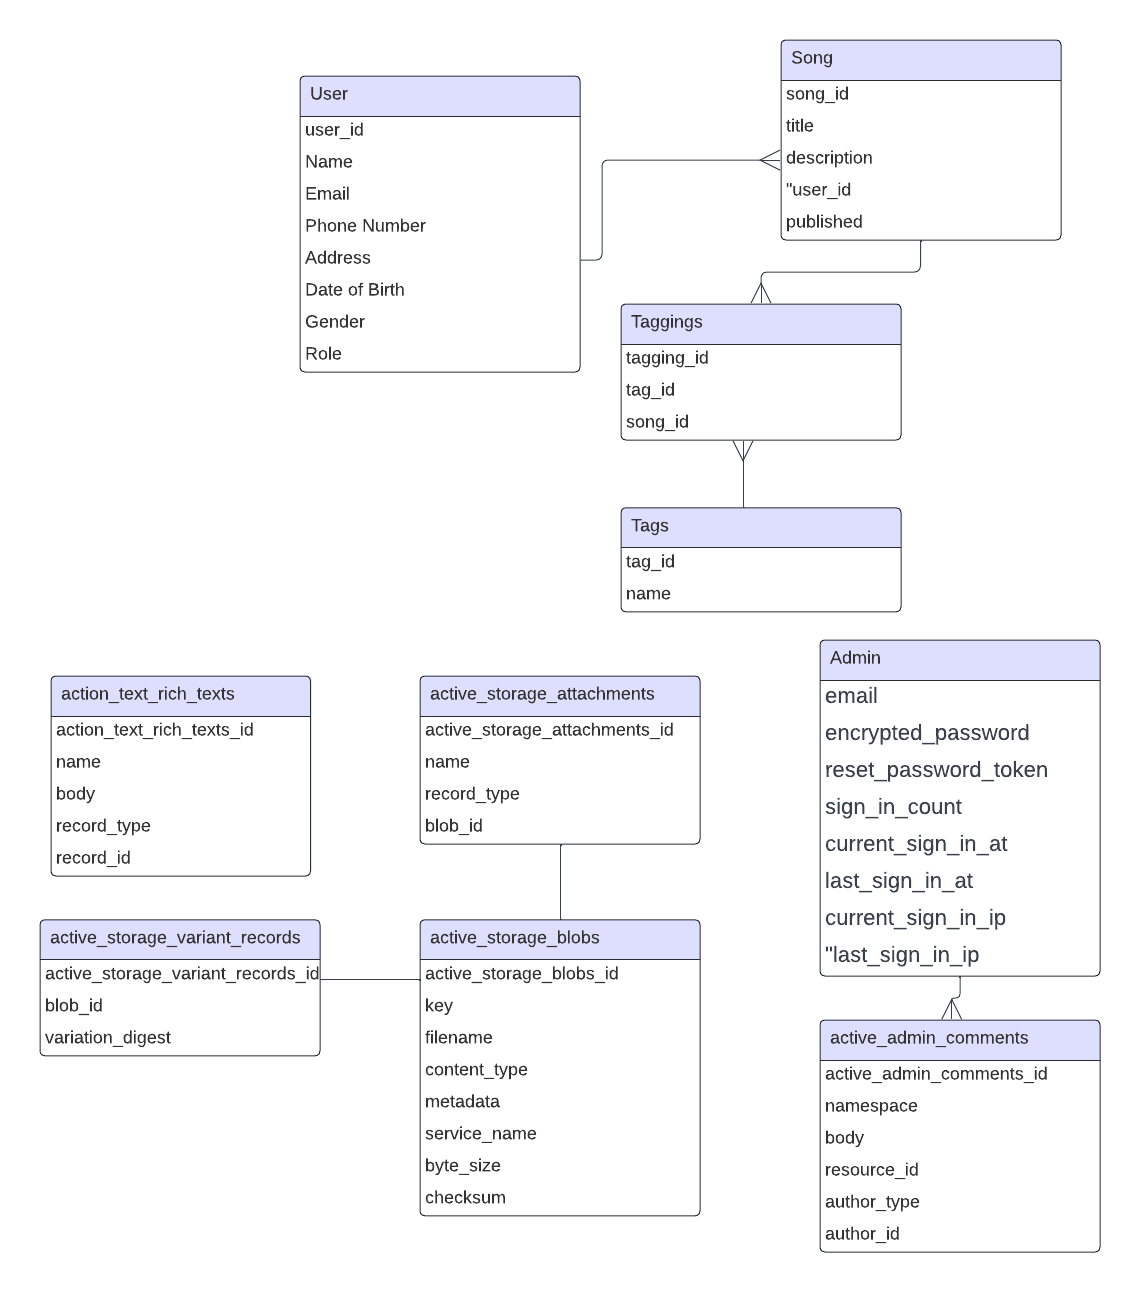 User
user_id
Name
Email
Phone Number
Address
Date of Birth
Gender
Role
Song
song_id
title
description
"user_id
published
Taggings
tagging_id
tag_id
song_id
Tags
tag_id
name
action_text_rich_texts
action_text_rich_texts_id
name
body
record_type
record_id
active_storage_attachments
active_storage_attachments_id
name
record_type
blob_id
Admin
email
encrypted_password
reset_password_token
sign_in_count
current_sign_in_at
last_sign_in_at
current_sign_in_ip
"last_sign_in_ip
active_storage_variant_records
active_storage_variant_records_id
blob_id
variation_digest
active_storage_blobs
active_storage_blobs_id
key
filename
content_type
metadata
service_name
byte_size
checksum
active_admin_comments
active_admin_comments_id
namespace
body
resource_id
author_type
author_id